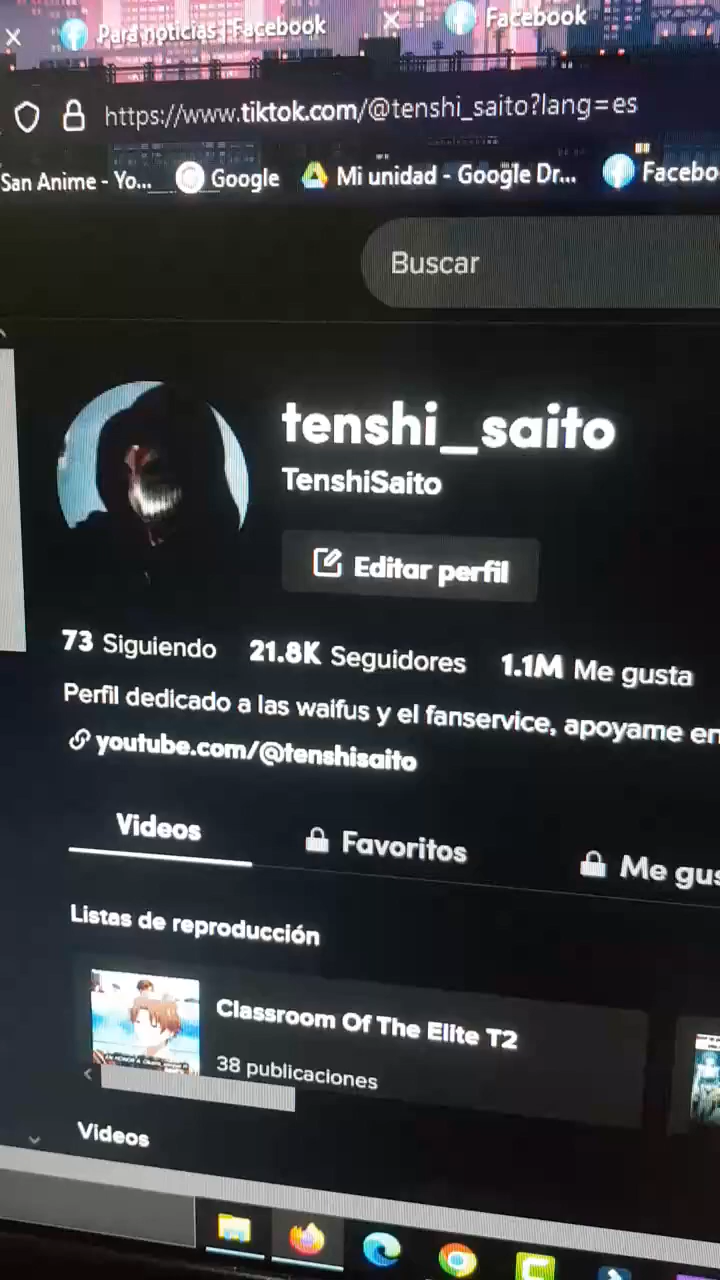 Para noticias | Facebook
Facebook
https://www.tiktok.com/@tenshi_saito?lang=es
San Anime - Yo...
Google
Mi unidad - Google Dr...
Facebo
Buscar
tenshi_saito
TenshiSaito
Editar perfil
73 Siguiendo 21.8K Seguidores 1.1M Me gusta
Perfil dedicado a las waifus y el fanservice, apoyame en
youtube.com/@tenshisaito
Videos
Favoritos
Me gus
Listas de reproducción
Classroom Of The Elite T2
38 publicaciones
Videos